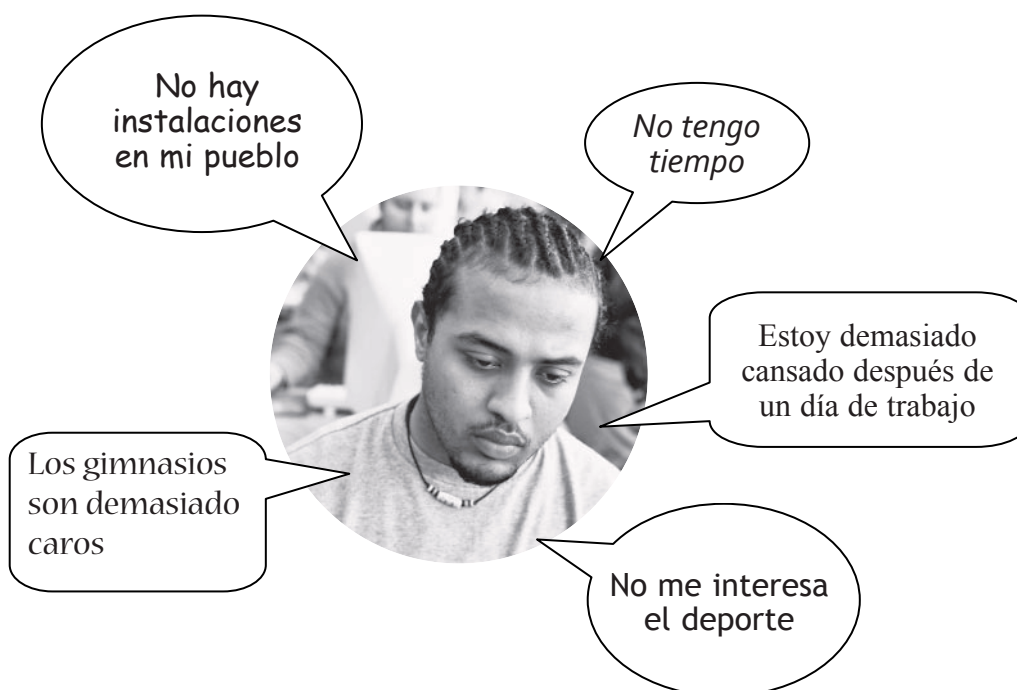 No hay
instalaciones
en mi pueblo
No tengo
tiempo
Estoy demasiado
cansado después de
un día de trabajo
Los gimnasios
son demasiado
caros
No me interesa
el deporte